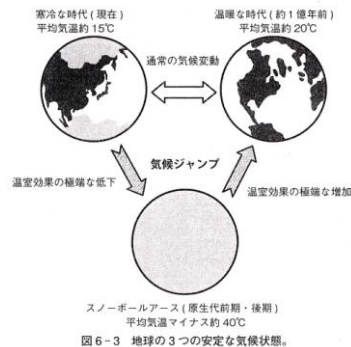 寒冷な時代 ( 現在 )
平均気温約 15℃
温暖な時代 ( 約1億年前 )
平均気温約 20℃
通常の気候変動
気候ジャンプ
温室効果の極端な低下
温室効果の極端な増加
スノーボールアース ( 原生代前期・後期 )
平均気温マイナス約 40℃
図 6-3 地球の3つの安定な気候状態。